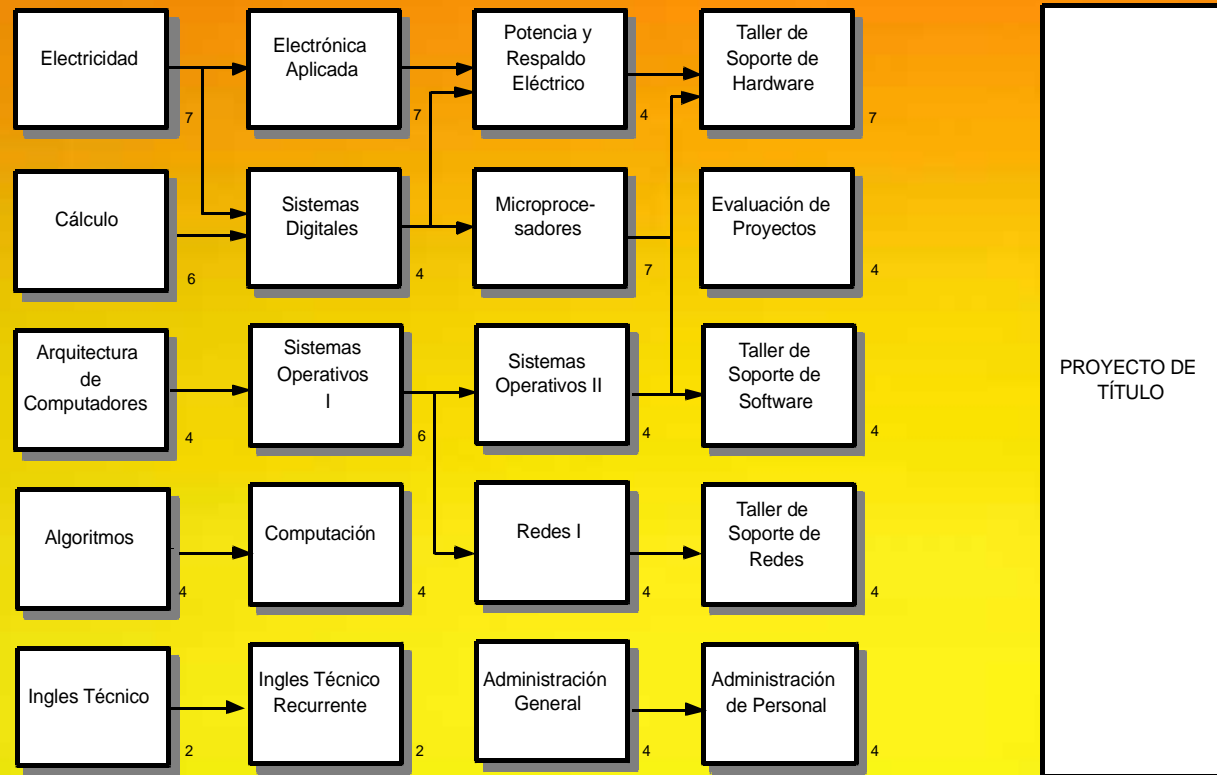 Electricidad
7
Electrónica
Aplicada
7
Potencia y
Respaldo
Eléctrico
4
Taller de
Soporte de
Hardware
7
Cálculo
6
Sistemas
Digitales
4
Microproce-
sadores
7
Evaluación de
Proyectos
4
Arquitectura
de
Computadores
4
Sistemas
Operativos
I
6
Sistemas
Operativos II
4
Taller de
Soporte de
Software
4
Algoritmos
4
Computación
4
Redes I
4
Taller de
Soporte de
Redes
4
Ingles Técnico
2
Ingles Técnico
Recurrente
2
Administración
General
4
Administración
de Personal
4
PROYECTO DE
TÍTULO